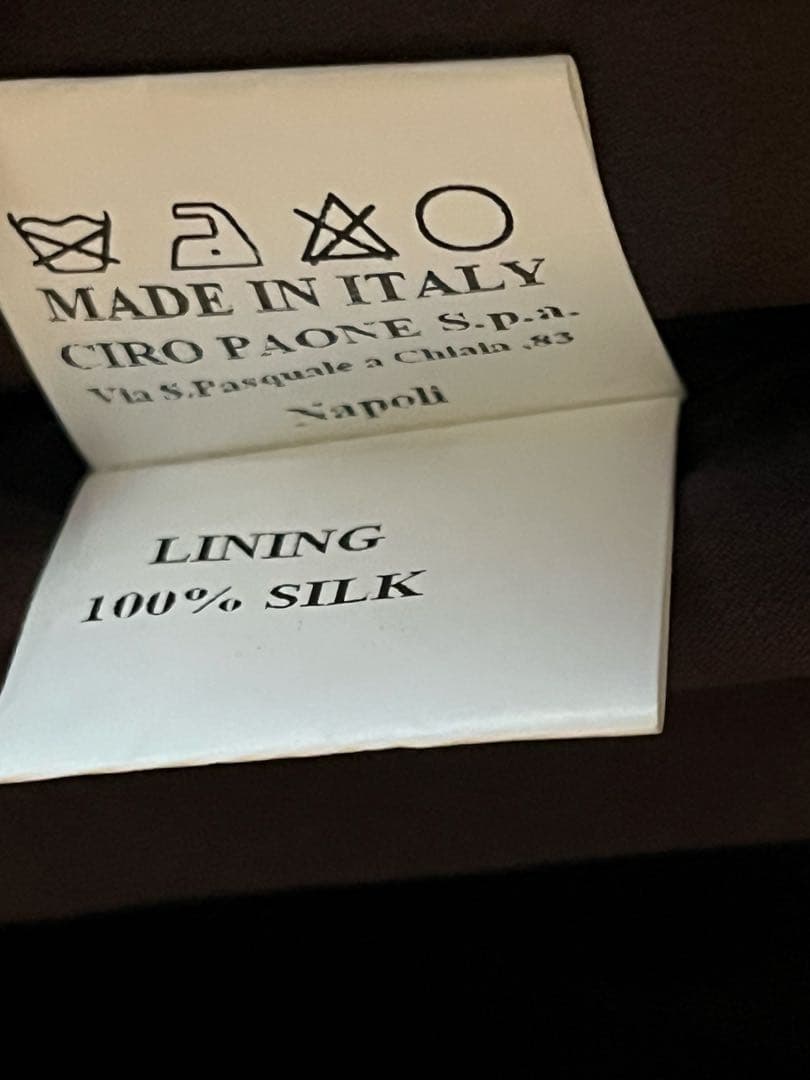 MADE IN ITALY
CIRO PAONE S.p.a.
Via S.Pasquale a Chiaia ,83
Napoli
LINING
100% SILK